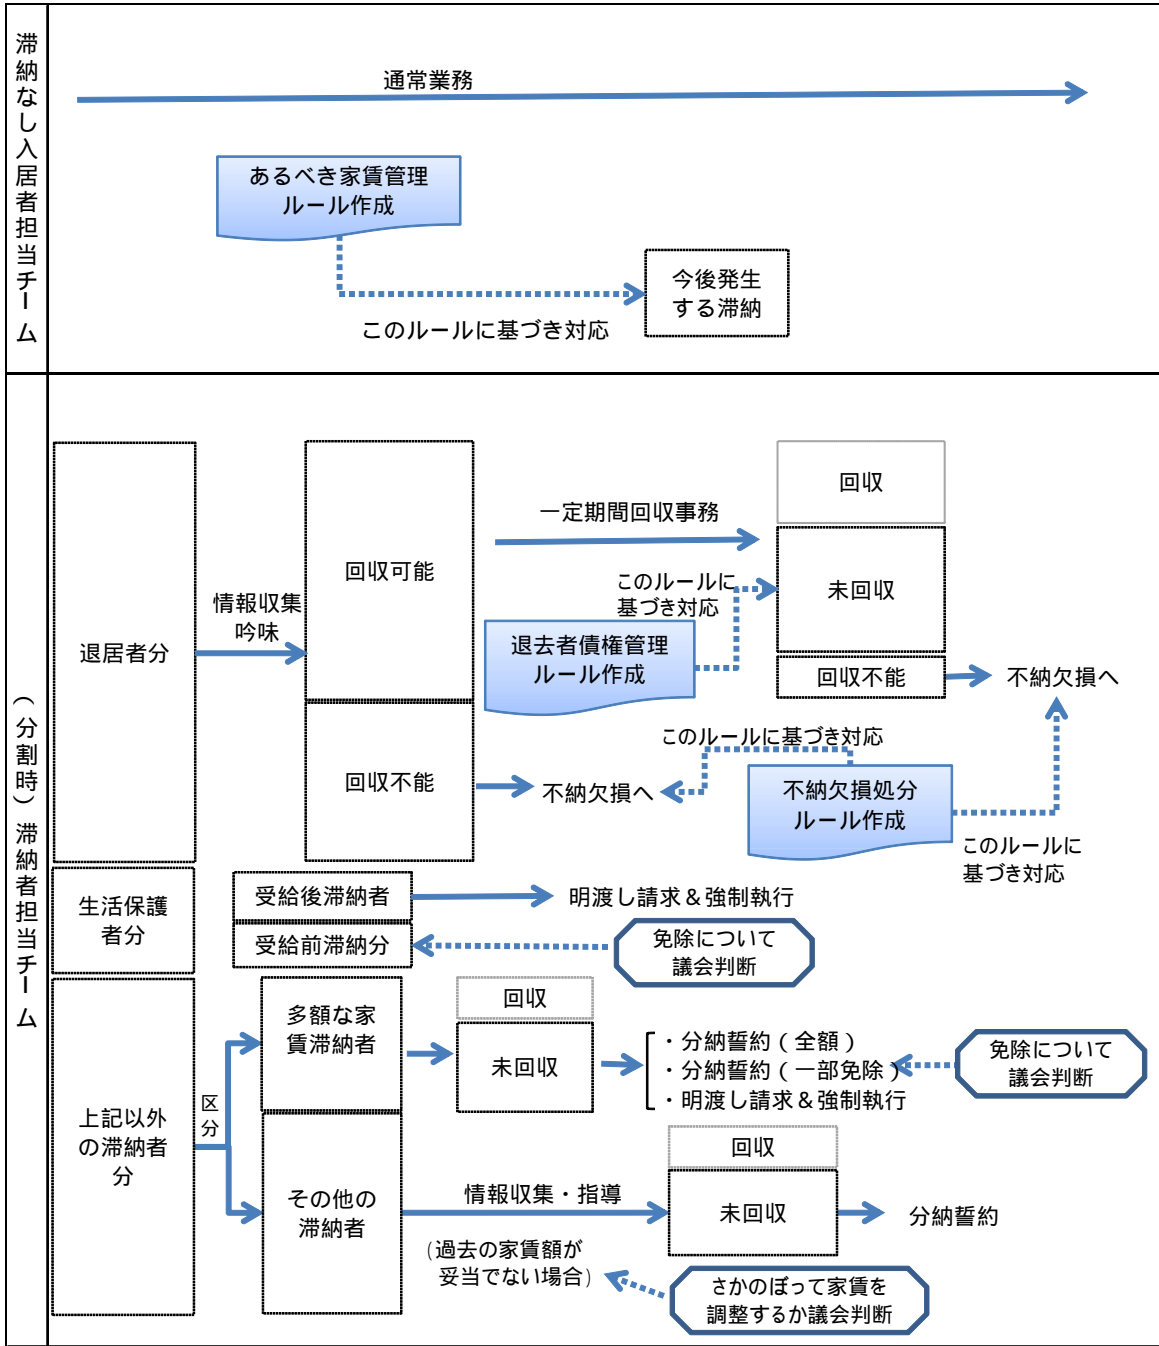 滞納なし入居者担当チーム
通常業務
あるべき家賃管理
ルール作成
今後発生
する滞納
このルールに基づき対応
（分割時）滞納者担当チーム
退居者分
情報収集
吟味
回収可能
一定期間回収事務
回収
未回収
回収不能
不納欠損へ
このルールに
基づき対応
退去者債権管理
ルール作成
回収不能
不納欠損へ
このルールに基づき対応
不納欠損処分
ルール作成
このルールに
基づき対応
生活保護
者分
受給後滞納者
明渡し請求＆強制執行
受給前滞納分
免除について
議会判断
上記以外
の滞納者
分
区
分
多額な家
賃滞納者
回収
未回収
・分納誓約（全額）
・分納誓約（一部免除）
・明渡し請求＆強制執行
免除について
議会判断
その他の
滞納者
情報収集・指導
（過去の家賃額が
妥当でない場合）
回収
未回収
分納誓約
さかのぼって家賃を
調整するか議会判断